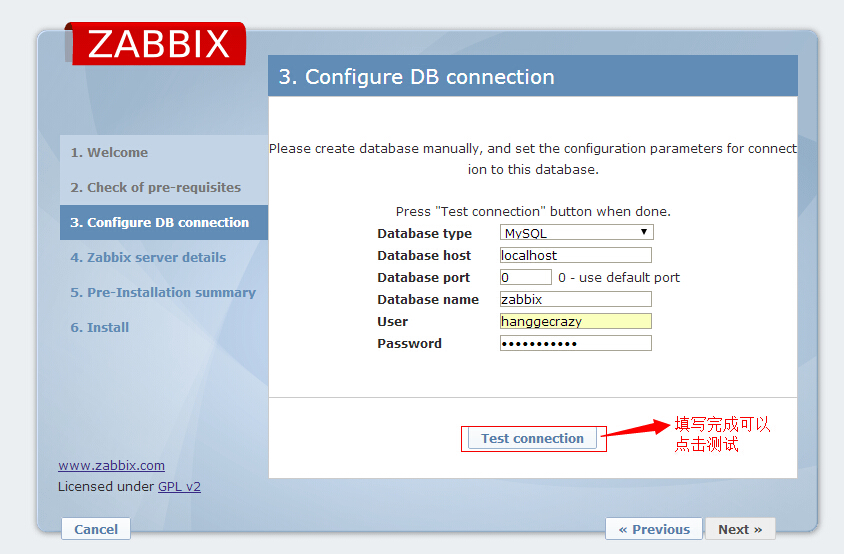 ZABBIX
3. Configure DB connection
1. Welcome
2. Check of pre-requisites
3. Configure DB connection
4. Zabbix server details
5. Pre-Installation summary
6. Install
Please create database manually, and set the configuration parameters for connect
ion to this database.
Press "Test connection" button when done.
Database type MySQL
Database host localhost
Database port 0 0 - use default port
Database name zabbix
User hanggecrazy
Password •••••••••••
Test connection
填写完成可以
点击测试
www.zabbix.com
Licensed under GPL v2
Cancel
« Previous
Next »